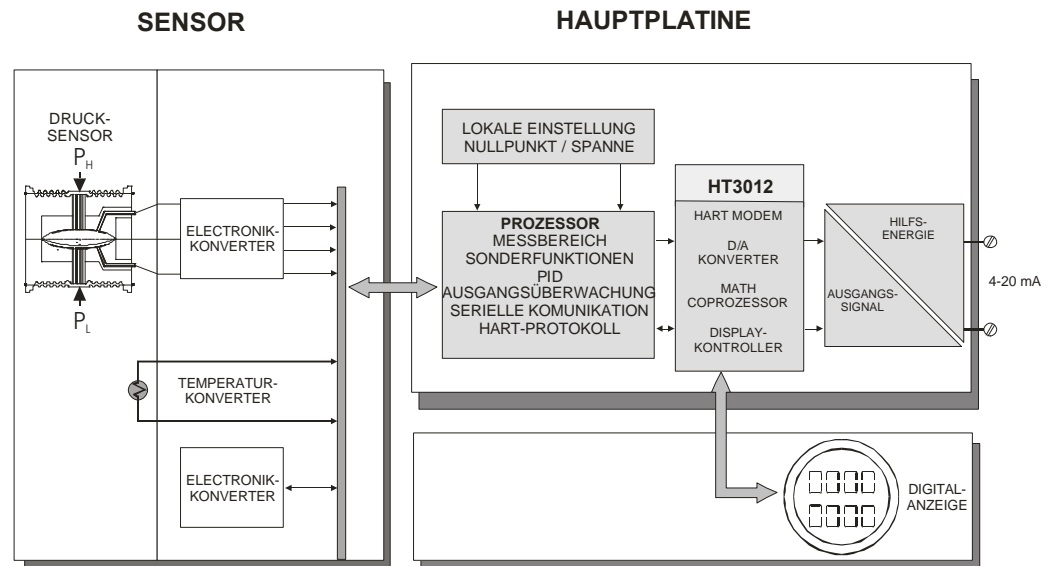 SENSOR
HAUPTPLATINE
DRUCK-
SENSOR
P_H
P_L
ELECTRONIK-
KONVERTER
TEMPERATUR-
KONVERTER
ELECTRONIK-
KONVERTER
LOKALE EINSTELLUNG
NULLPUNKT / SPANNE
PROZESSOR
MESSBEREICH
SONDERFUNKTIONEN
PID
AUSGANGSÜBERWACHUNG
SERIELLE KOMUNIKATION
HART-PROTOKOLL
HT3012
HART MODEM
D/A
KONVERTER
MATH
COPROZESSOR
DISPLAY-
KONTROLLER
HILFS-
ENERGIE
AUSGANGS-
SIGNAL
4-20 mA
DIGITAL-
ANZEIGE